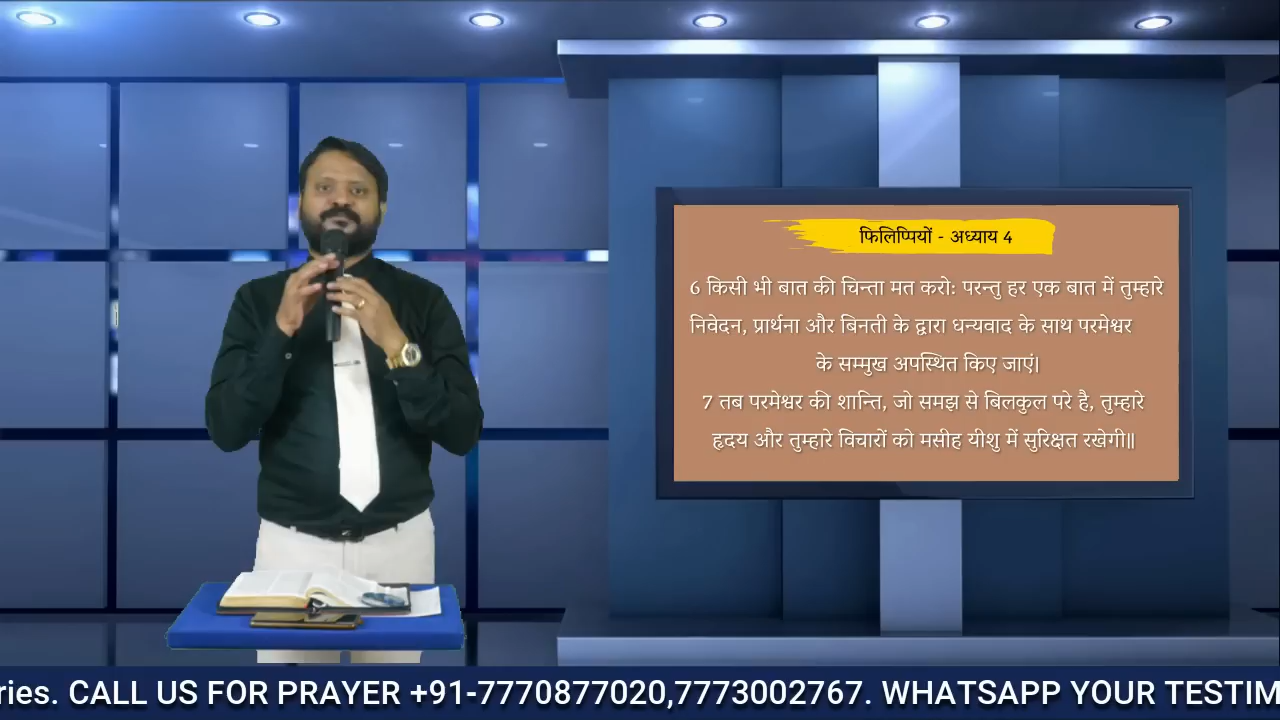 फिलिप्पियों - अध्याय 4
6 किसी भी बात की चिन्ता मत करो: परन्तु हर एक बात में तुम्हारे
निवेदन, प्रार्थना और बिनती के द्वारा धन्यवाद के साथ परमेश्वर
के सम्मुख अपस्थित किए जाएं।
7 तब परमेश्वर की शान्ति, जो समझ से बिलकुल परे है, तुम्हारे
हृदय और तुम्हारे विचारों को मसीह यीशु में सुरिक्षत रखेगी॥
ries. CALL US FOR PRAYER +91-7770877020,7773002767. WHATSAPP YOUR TESTIM